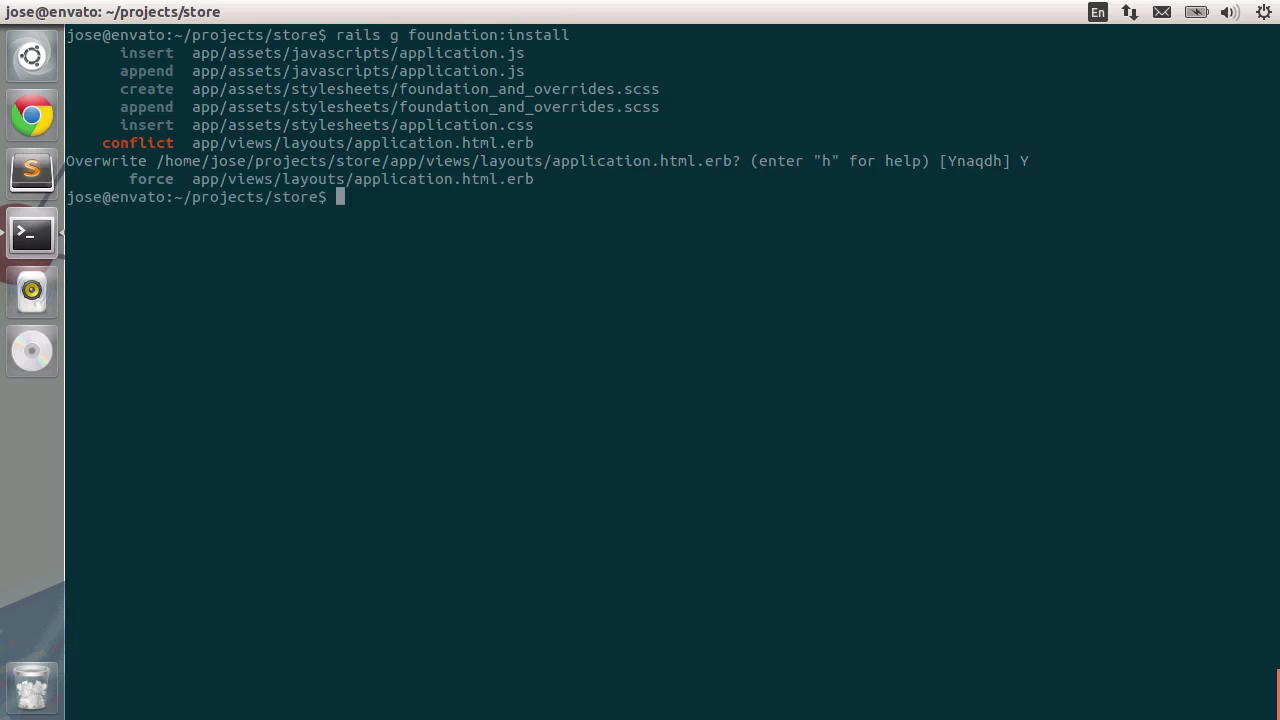 jose@envato: ~/projects/store
En
jose@envato:~/projects/store$ rails g foundation:install
insert app/assets/javascripts/application.js
append app/assets/javascripts/application.js
create app/assets/stylesheets/foundation_and_overrides.scss
append app/assets/stylesheets/foundation_and_overrides.scss
insert app/assets/stylesheets/application.css
conflict app/views/layouts/application.html.erb
Overwrite /home/jose/projects/store/app/views/layouts/application.html.erb? (enter "h" for help) [Ynaqdh] Y
force app/views/layouts/application.html.erb
jose@envato:~/projects/store$